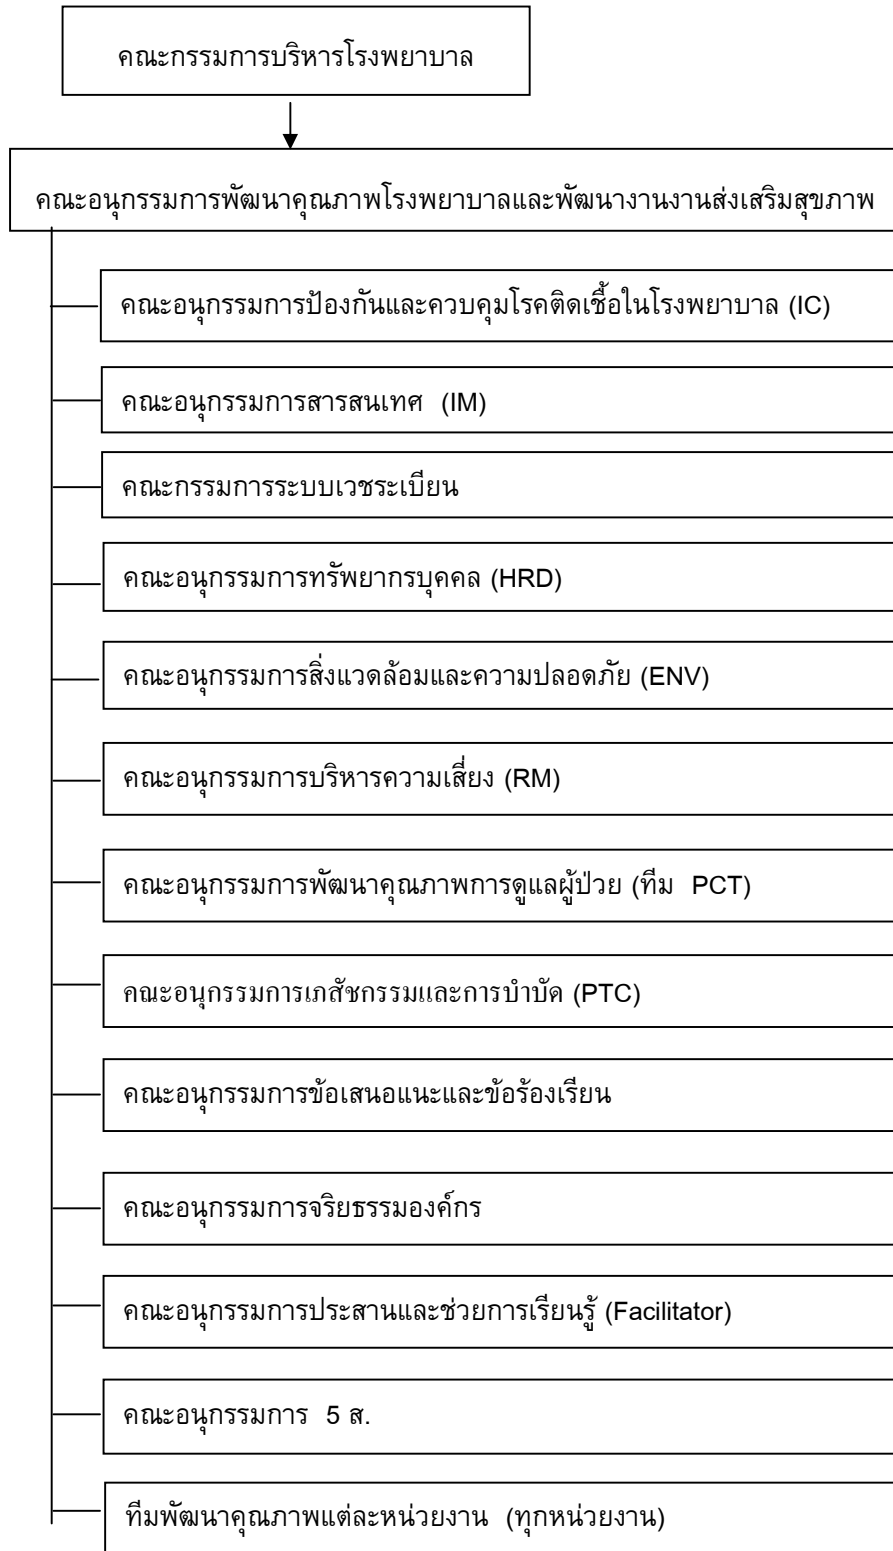 คณะกรรมการบริหารโรงพยาบาล
คณะอนุกรรมการพัฒนาคุณภาพโรงพยาบาลและพัฒนางานงานส่งเสริมสุขภาพ
คณะอนุกรรมการป้องกันและควบคุมโรคติดเชื้อในโรงพยาบาล (IC)
คณะอนุกรรมการสารสนเทศ (IM)
คณะกรรมการระบบเวชระเบียน
คณะอนุกรรมการทรัพยากรบุคคล (HRD)
คณะอนุกรรมการสิ่งแวดล้อมและความปลอดภัย (ENV)
คณะอนุกรรมการบริหารความเสี่ยง (RM)
คณะอนุกรรมการพัฒนาคุณภาพการดูแลผู้ป่วย (ทีม PCT)
คณะอนุกรรมการเภสัชกรรมและการบำบัด (PTC)
คณะอนุกรรมการข้อเสนอแนะและข้อร้องเรียน
คณะอนุกรรมการจริยธรรมองค์กร
คณะอนุกรรมการประสานและช่วยการเรียนรู้ (Facilitator)
คณะอนุกรรมการ 5 ส.
ทีมพัฒนาคุณภาพแต่ละหน่วยงาน (ทุกหน่วยงาน)